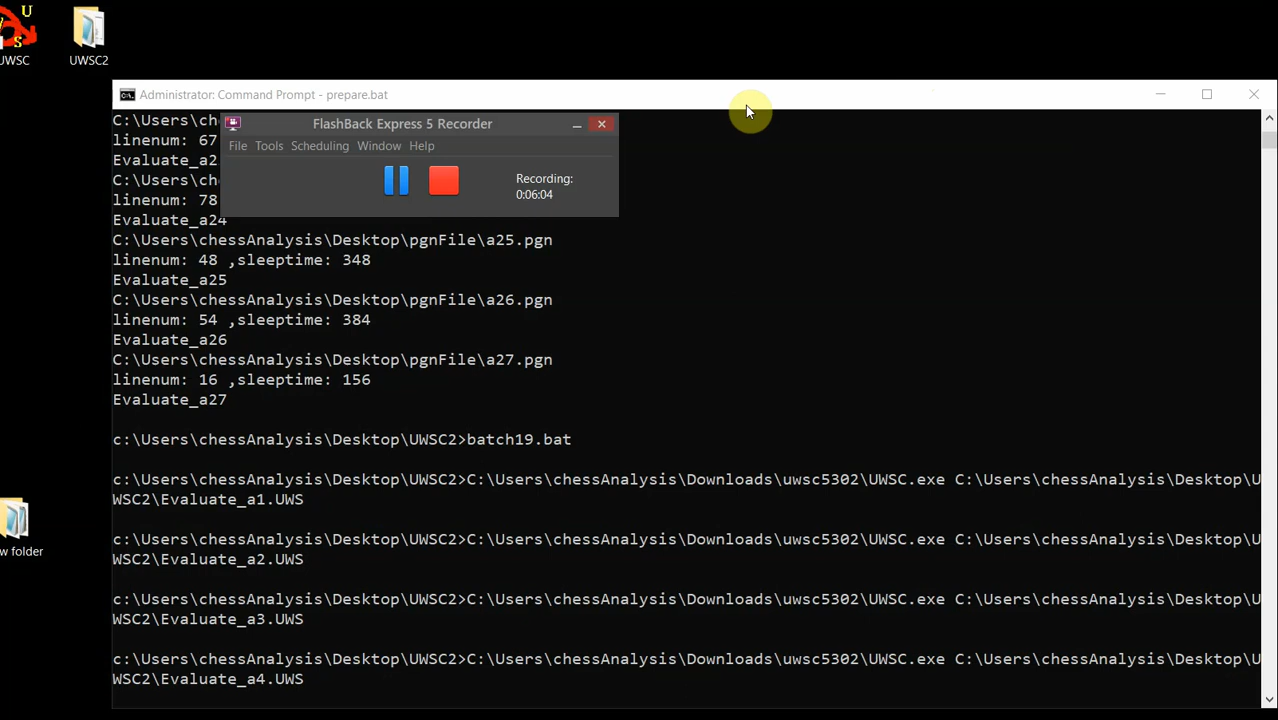 U
S
UWSC
UWSC2
Administrator: Command Prompt - prepare.bat
FlashBack Express 5 Recorder
File Tools Scheduling Window Help
Recording:
0:06:04
C:\Users\ch
linenum: 67
Evaluate_a2
C:\Users\ch
linenum: 78
Evaluate_a24
C:\Users\chessAnalysis\Desktop\pgnFile\a25.pgn
linenum: 48 ,sleeptime: 348
Evaluate_a25
C:\Users\chessAnalysis\Desktop\pgnFile\a26.pgn
linenum: 54 ,sleeptime: 384
Evaluate_a26
C:\Users\chessAnalysis\Desktop\pgnFile\a27.pgn
linenum: 16 ,sleeptime: 156
Evaluate_a27
c:\Users\chessAnalysis\Desktop\UWSC2>batch19.bat
c:\Users\chessAnalysis\Desktop\UWSC2>C:\Users\chessAnalysis\Downloads\uwsc5302\UWSC.exe C:\Users\chessAnalysis\Desktop\U
WSC2\Evaluate_a1.UWS
c:\Users\chessAnalysis\Desktop\UWSC2>C:\Users\chessAnalysis\Downloads\uwsc5302\UWSC.exe C:\Users\chessAnalysis\Desktop\U
WSC2\Evaluate_a2.UWS
c:\Users\chessAnalysis\Desktop\UWSC2>C:\Users\chessAnalysis\Downloads\uwsc5302\UWSC.exe C:\Users\chessAnalysis\Desktop\U
WSC2\Evaluate_a3.UWS
c:\Users\chessAnalysis\Desktop\UWSC2>C:\Users\chessAnalysis\Downloads\uwsc5302\UWSC.exe C:\Users\chessAnalysis\Desktop\U
WSC2\Evaluate_a4.UWS
w folder